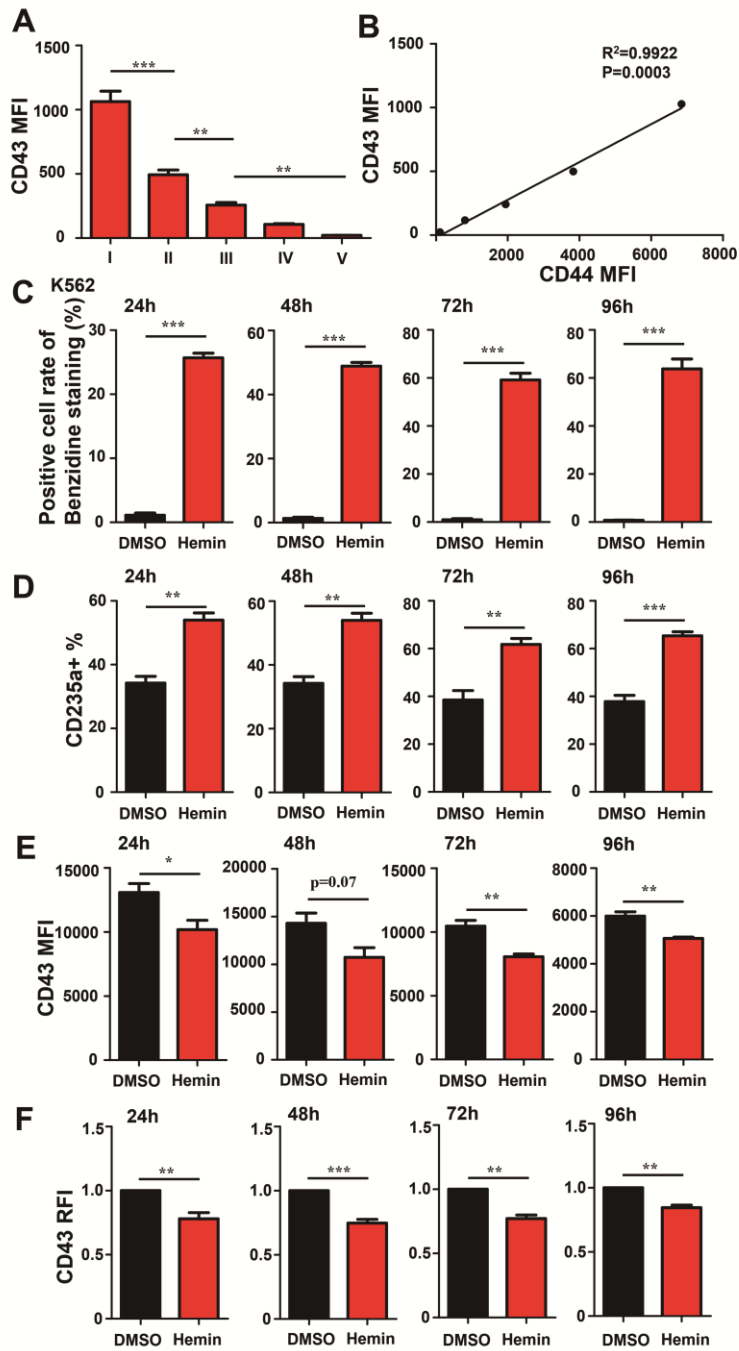 A
CD43 MFI
1500
1000
500
0
***
**
**
I II III IV V
B
CD43 MFI
1500
1000
500
0
R²=0.9922
P=0.0003
2000 4000 6000 8000
CD44 MFI
C
K562
Positive cell rate of
Benzidine staining (%)
24h
***
30
20
10
0
DMSO Hemin
48h
***
60
40
20
0
DMSO Hemin
72h
***
80
60
40
20
0
DMSO Hemin
96h
***
80
60
40
20
0
DMSO Hemin
D
CD235a+ %
24h
**
60
40
20
0
DMSO Hemin
48h
**
60
40
20
0
DMSO Hemin
72h
**
80
60
40
20
0
DMSO Hemin
96h
***
80
60
40
20
0
DMSO Hemin
E
CD43 MFI
24h
*
15000
10000
5000
0
DMSO Hemin
48h
p=0.07
20000
15000
10000
5000
0
DMSO Hemin
72h
**
15000
10000
5000
0
DMSO Hemin
96h
**
8000
6000
4000
2000
0
DMSO Hemin
F
CD43 RFI
24h
**
1.5
1.0
0.5
0
DMSO Hemin
48h
***
1.5
1.0
0.5
0
DMSO Hemin
72h
**
1.5
1.0
0.5
0
DMSO Hemin
96h
**
1.5
1.0
0.5
0
DMSO Hemin